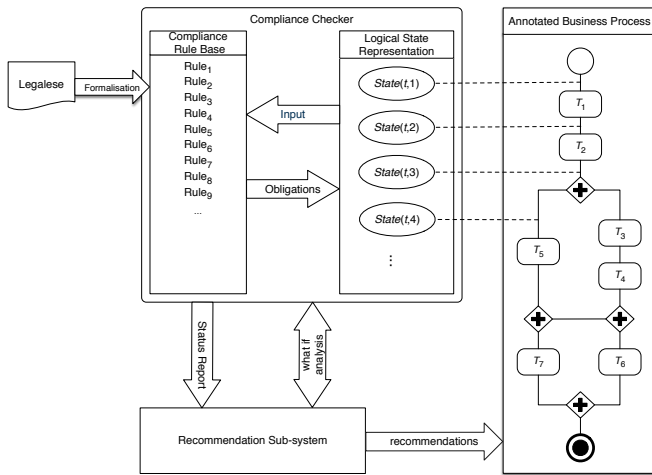 Compliance Checker
Annotated Business Process
Compliance
Rule Base
Logical State
Representation
Legalese
Formalisation
Rule1
Rule2
Rule3
Rule4
Rule5
Rule6
Rule7
Rule8
Rule9
...
Input
Obligations
State(t,1)
State(t,2)
State(t,3)
State(t,4)
⋮
T1
T2
T5
T3
T4
T7
T6
Status Report
what if
analysis
Recommendation Sub-system
recommendations